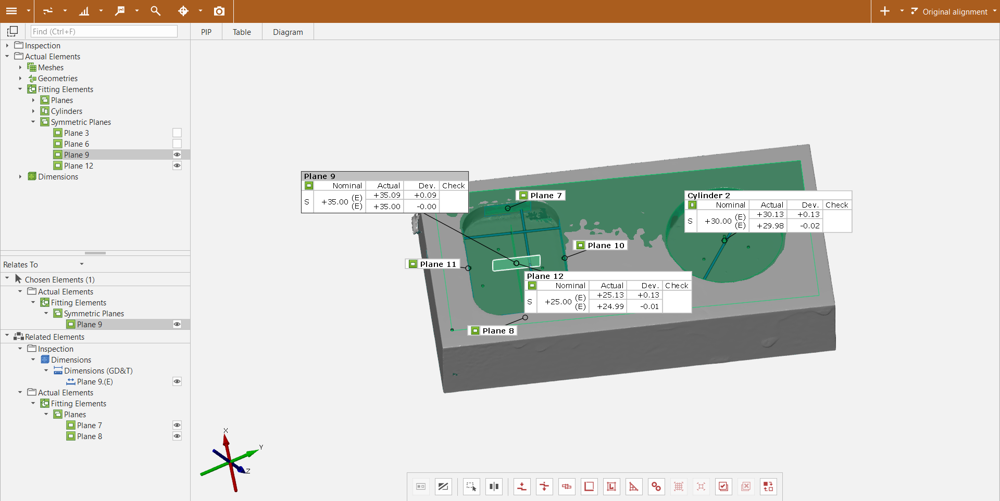 Original alignment
Find (Ctrl+F)
PIP
Table
Diagram
Inspection
Actual Elements
Meshes
Geometries
Fitting Elements
Planes
Cylinders
Symmetric Planes
Plane 3
Plane 6
Plane 9
Plane 12
Dimensions
Relates To
Chosen Elements (1)
Actual Elements
Fitting Elements
Symmetric Planes
Plane 9
Related Elements
Inspection
Dimensions
Dimensions (GD&T)
Plane 9.(E)
Actual Elements
Fitting Elements
Planes
Plane 7
Plane 8
Plane 9
Nominal Actual Dev. Check
S +35.00 (E) +35.09 +0.09
(E) +35.00 -0.00
Plane 7
Cylinder 2
Nominal Actual Dev. Check
S +30.00 (E) +30.13 +0.13
(E) +29.98 -0.02
Plane 10
Plane 11
Plane 12
Nominal Actual Dev. Check
S +25.00 (E) +25.13 +0.13
(E) +24.99 -0.01
Plane 8
X
Y
Z